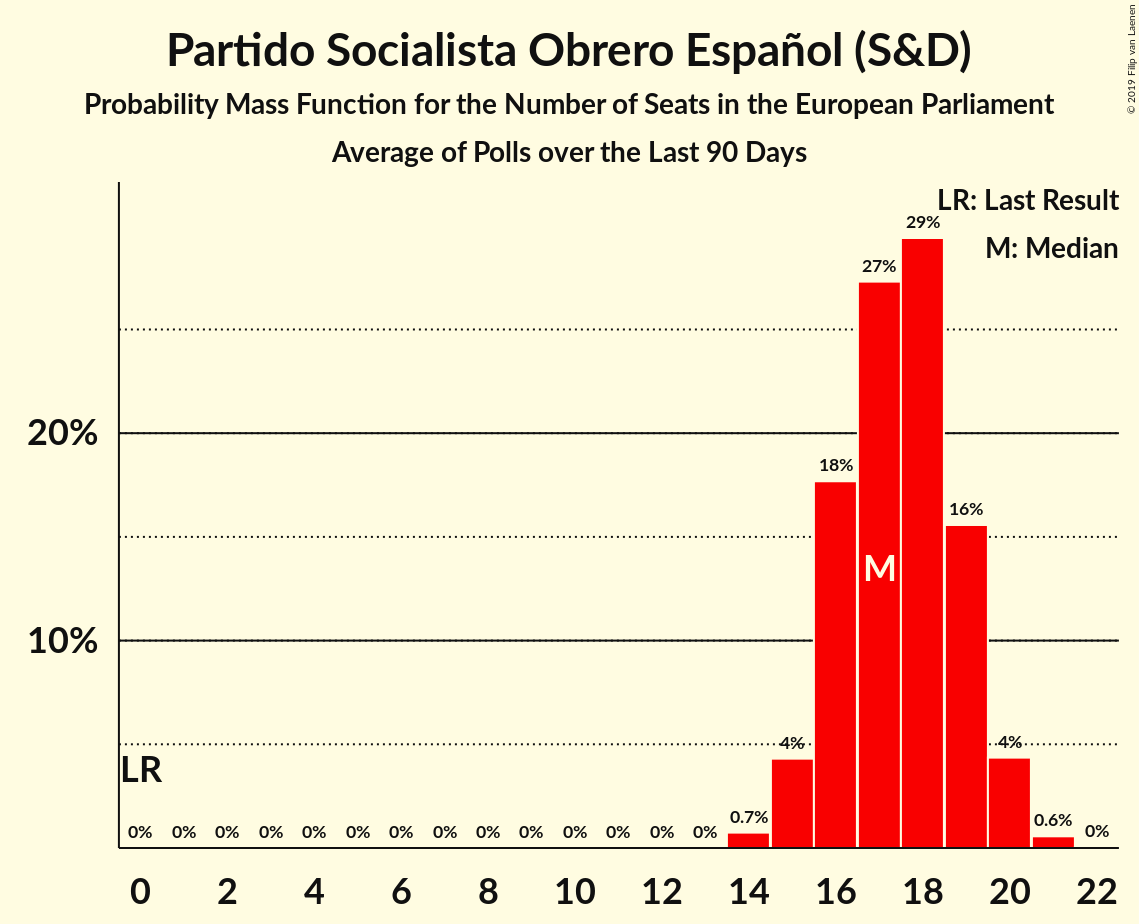 Partido Socialista Obrero Español (S&D)
Probability Mass Function for the Number of Seats in the European Parliament
Average of Polls over the Last 90 Days
© 2019 Filip van Laenen
LR: Last Result
M: Median
29%
27%
20%
18%
16%
M
10%
4%
4%
LR
0% 0% 0% 0% 0% 0% 0% 0% 0% 0% 0% 0% 0% 0% 0.7% 0.6% 0%
0 2 4 6 8 10 12 14 16 18 20 22